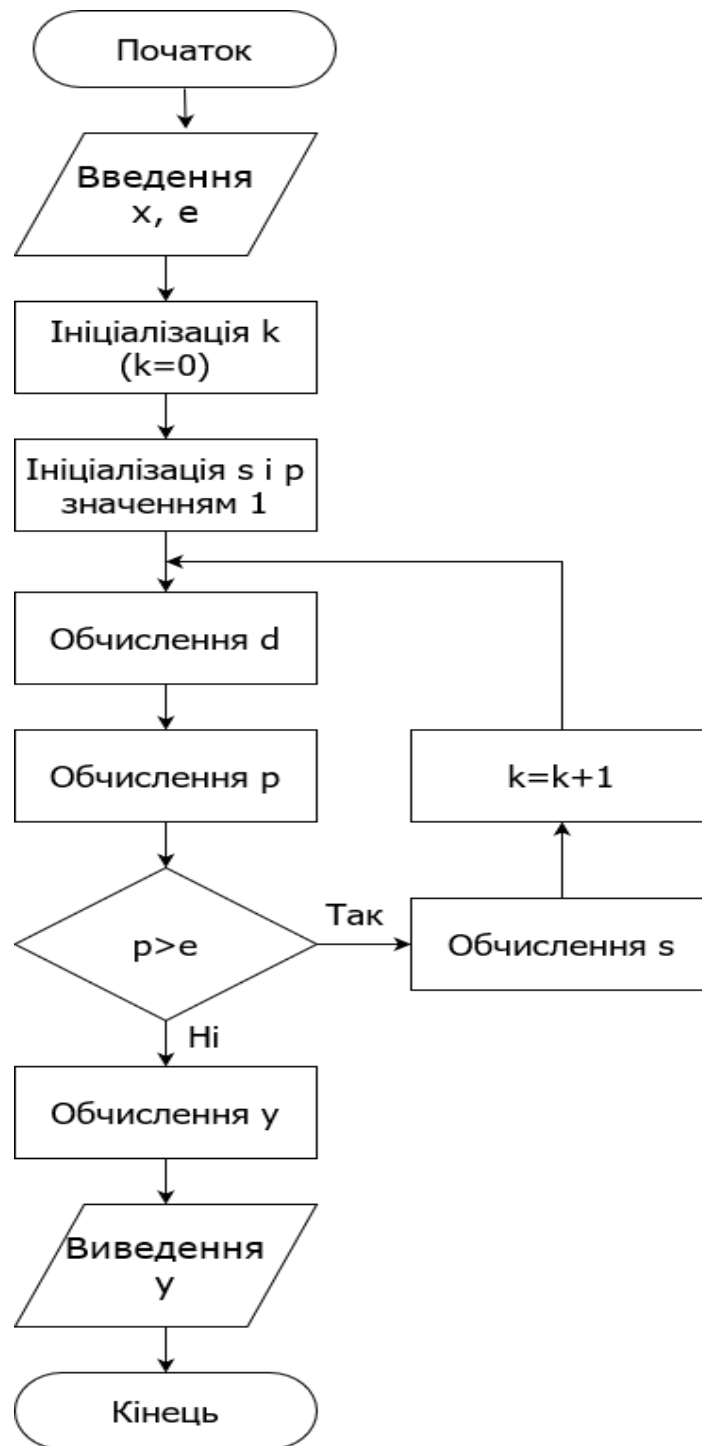 Початок
Введення
x, e
Ініціалізація k
(k=0)
Ініціалізація s і p
значенням 1
Обчислення d
Обчислення p
k=k+1
p>e
Так
Обчислення s
Ні
Обчислення y
Виведення
y
Кінець